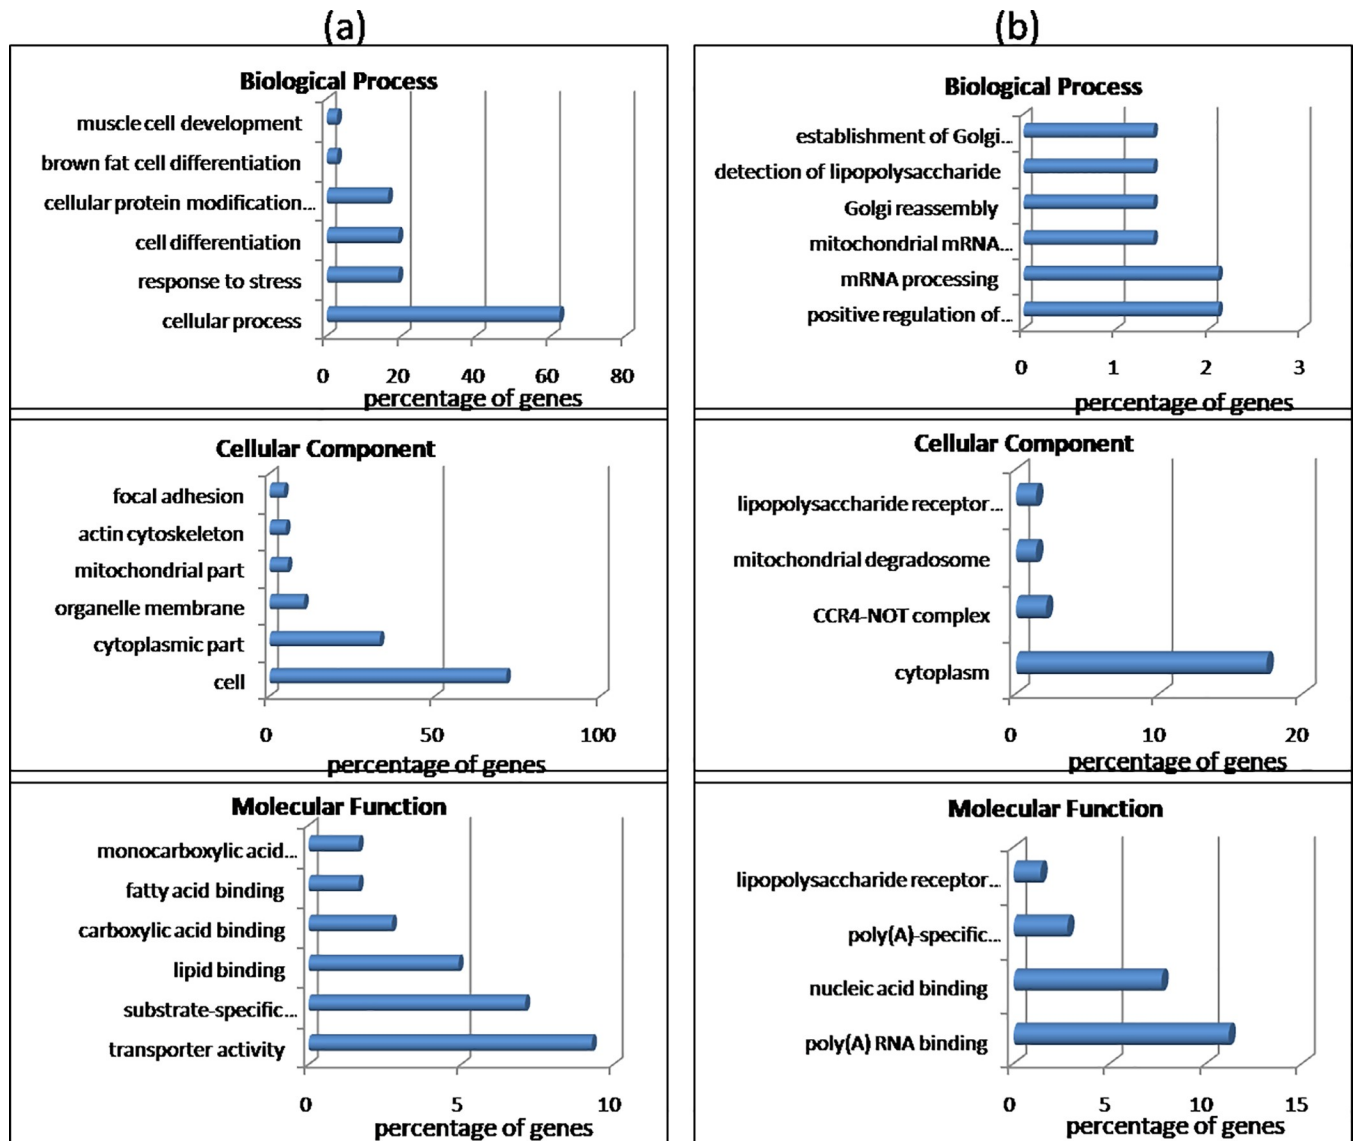 (a)
Biological Process
muscle cell development
brown fat cell differentiation
cellular protein modification...
cell differentiation
response to stress
cellular process
0 20 40 60 80
percentage of genes
Cellular Component
focal adhesion
actin cytoskeleton
mitochondrial part
organelle membrane
cytoplasmic part
cell
0 50 100
percentage of genes
Molecular Function
monocarboxylic acid...
fatty acid binding
carboxylic acid binding
lipid binding
substrate-specific...
transporter activity
0 5 10
percentage of genes
(b)
Biological Process
establishment of Golgi...
detection of lipopolysaccharide
Golgi reassembly
mitochondrial mRNA...
mRNA processing
positive regulation of...
0 1 2 3
percentage of genes
Cellular Component
lipopolysaccharide receptor...
mitochondrial degradosome
CCR4-NOT complex
cytoplasm
0 10 20
percentage of genes
Molecular Function
lipopolysaccharide receptor...
poly(A)-specific...
nucleic acid binding
poly(A) RNA binding
0 5 10 15
percentage of genes